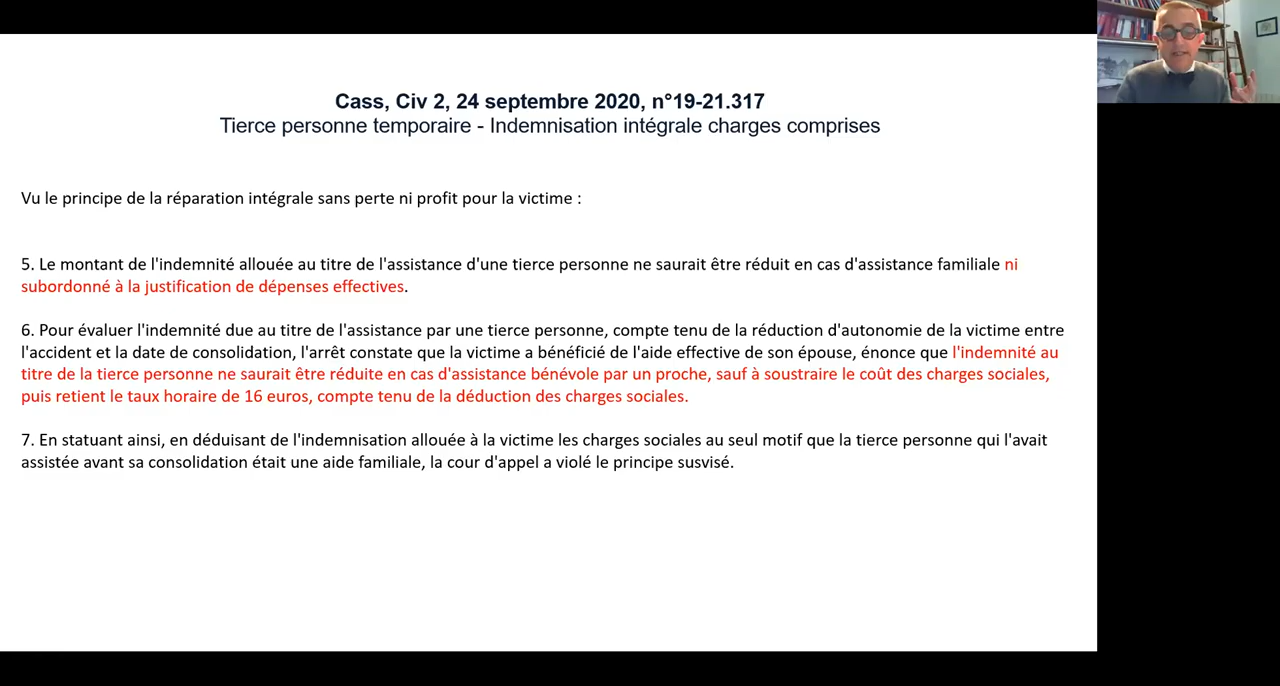 Cass, Civ 2, 24 septembre 2020, n°19-21.317
Tierce personne temporaire - Indemnisation intégrale charges comprises
Vu le principe de la réparation intégrale sans perte ni profit pour la victime :
5. Le montant de l'indemnité allouée au titre de l'assistance d'une tierce personne ne saurait être réduit en cas d'assistance familiale ni
subordonné à la justification de dépenses effectives.
6. Pour évaluer l'indemnité due au titre de l'assistance par une tierce personne, compte tenu de la réduction d'autonomie de la victime entre
l'accident et la date de consolidation, l'arrêt constate que la victime a bénéficié de l'aide effective de son épouse, énonce que l'indemnité au
titre de la tierce personne ne saurait être réduite en cas d'assistance bénévole par un proche, sauf à soustraire le coût des charges sociales,
puis retient le taux horaire de 16 euros, compte tenu de la déduction des charges sociales.
7. En statuant ainsi, en déduisant de l'indemnisation allouée à la victime les charges sociales au seul motif que la tierce personne qui l'avait
assistée avant sa consolidation était une aide familiale, la cour d'appel a violé le principe susvisé.